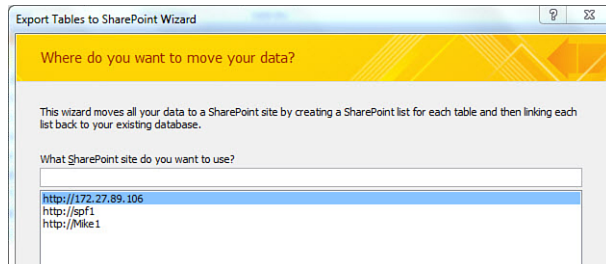 Export Tables to SharePoint Wizard
Where do you want to move your data?
This wizard moves all your data to a SharePoint site by creating a SharePoint list for each table and then linking each
list back to your existing database.
What SharePoint site do you want to use?
http://172.27.89.106
http://spf1
http://Mike1